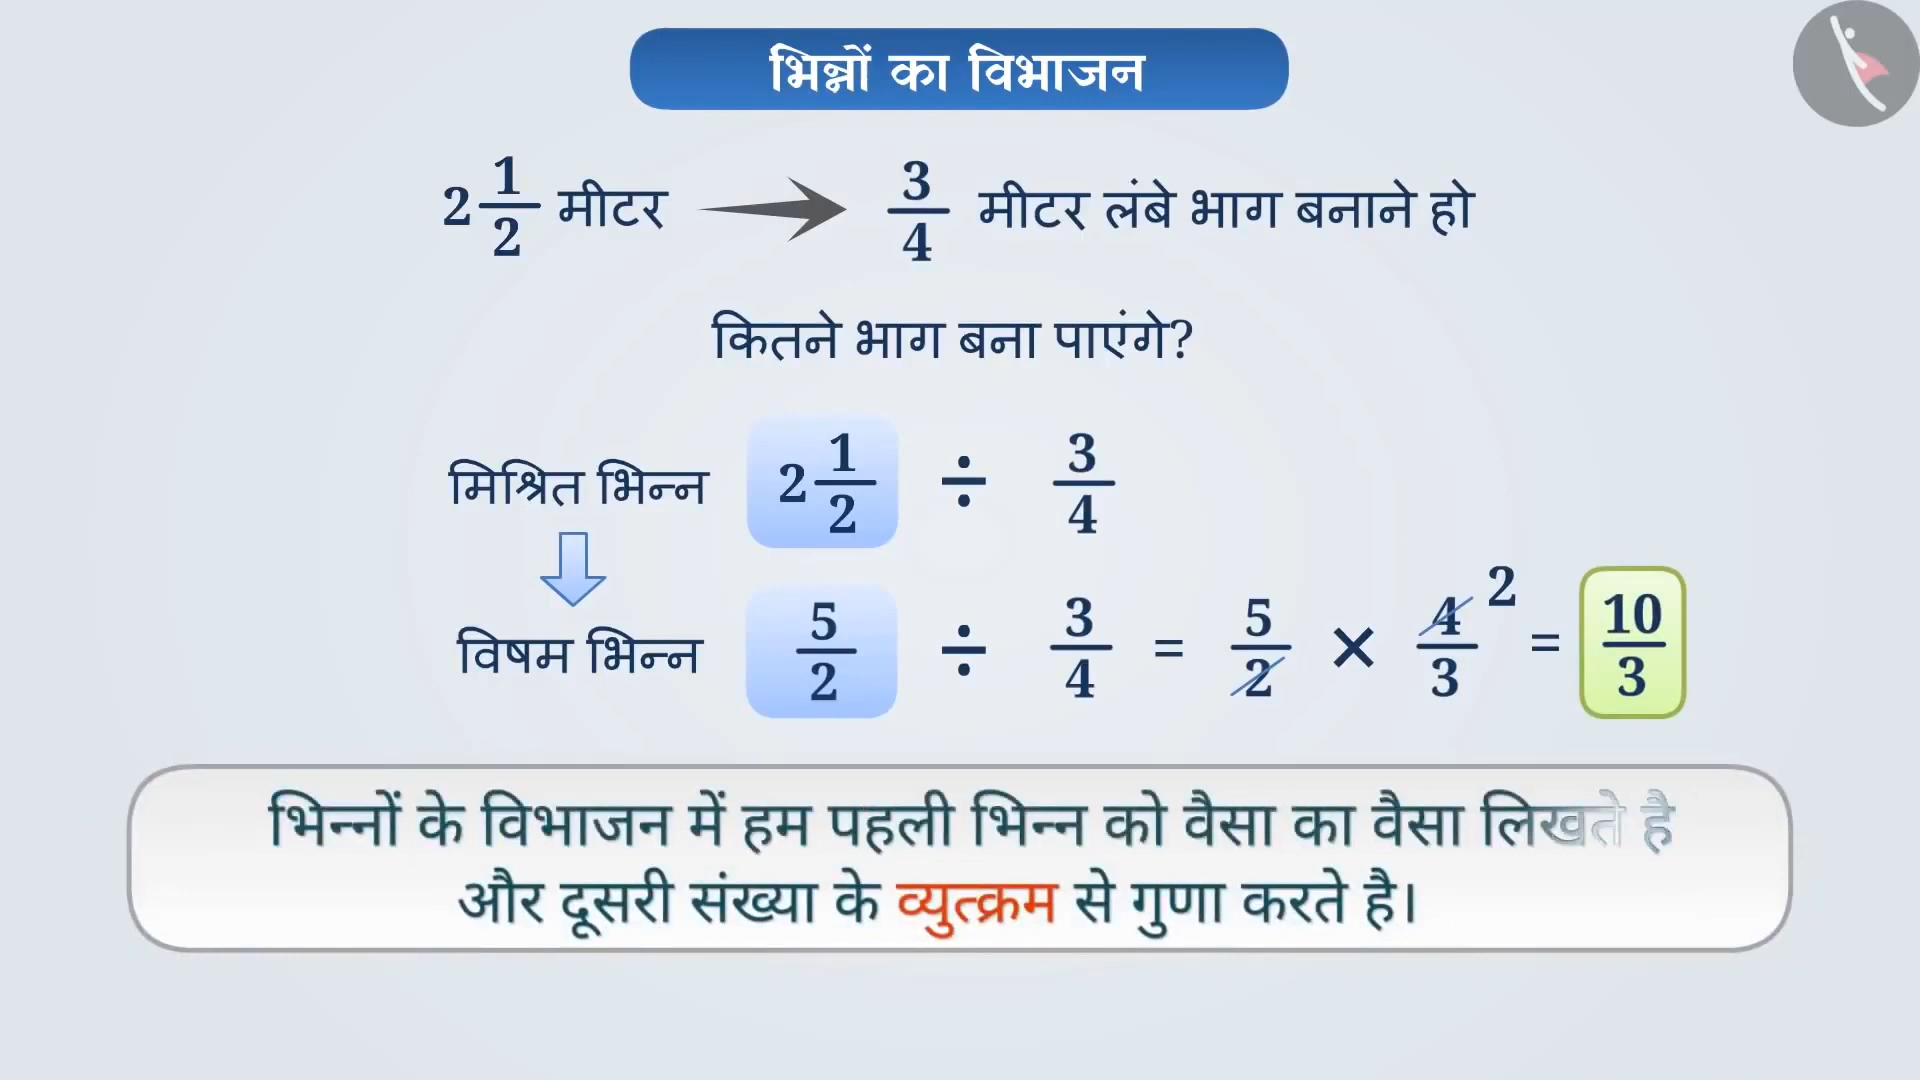 भिन्नों का विभाजन
2 1/2 मीटर → 3/4 मीटर लंबे भाग बनाने हो
कितने भाग बना पाएंगे?
मिश्रित भिन्न 2 1/2 ÷ 3/4
विषम भिन्न 5/2 ÷ 3/4 = 5/2 × 4/3 2 = 10/3
भिन्नों के विभाजन में हम पहली भिन्न को वैसा का वैसा लिखते है
और दूसरी संख्या के व्युत्क्रम से गुणा करते है।